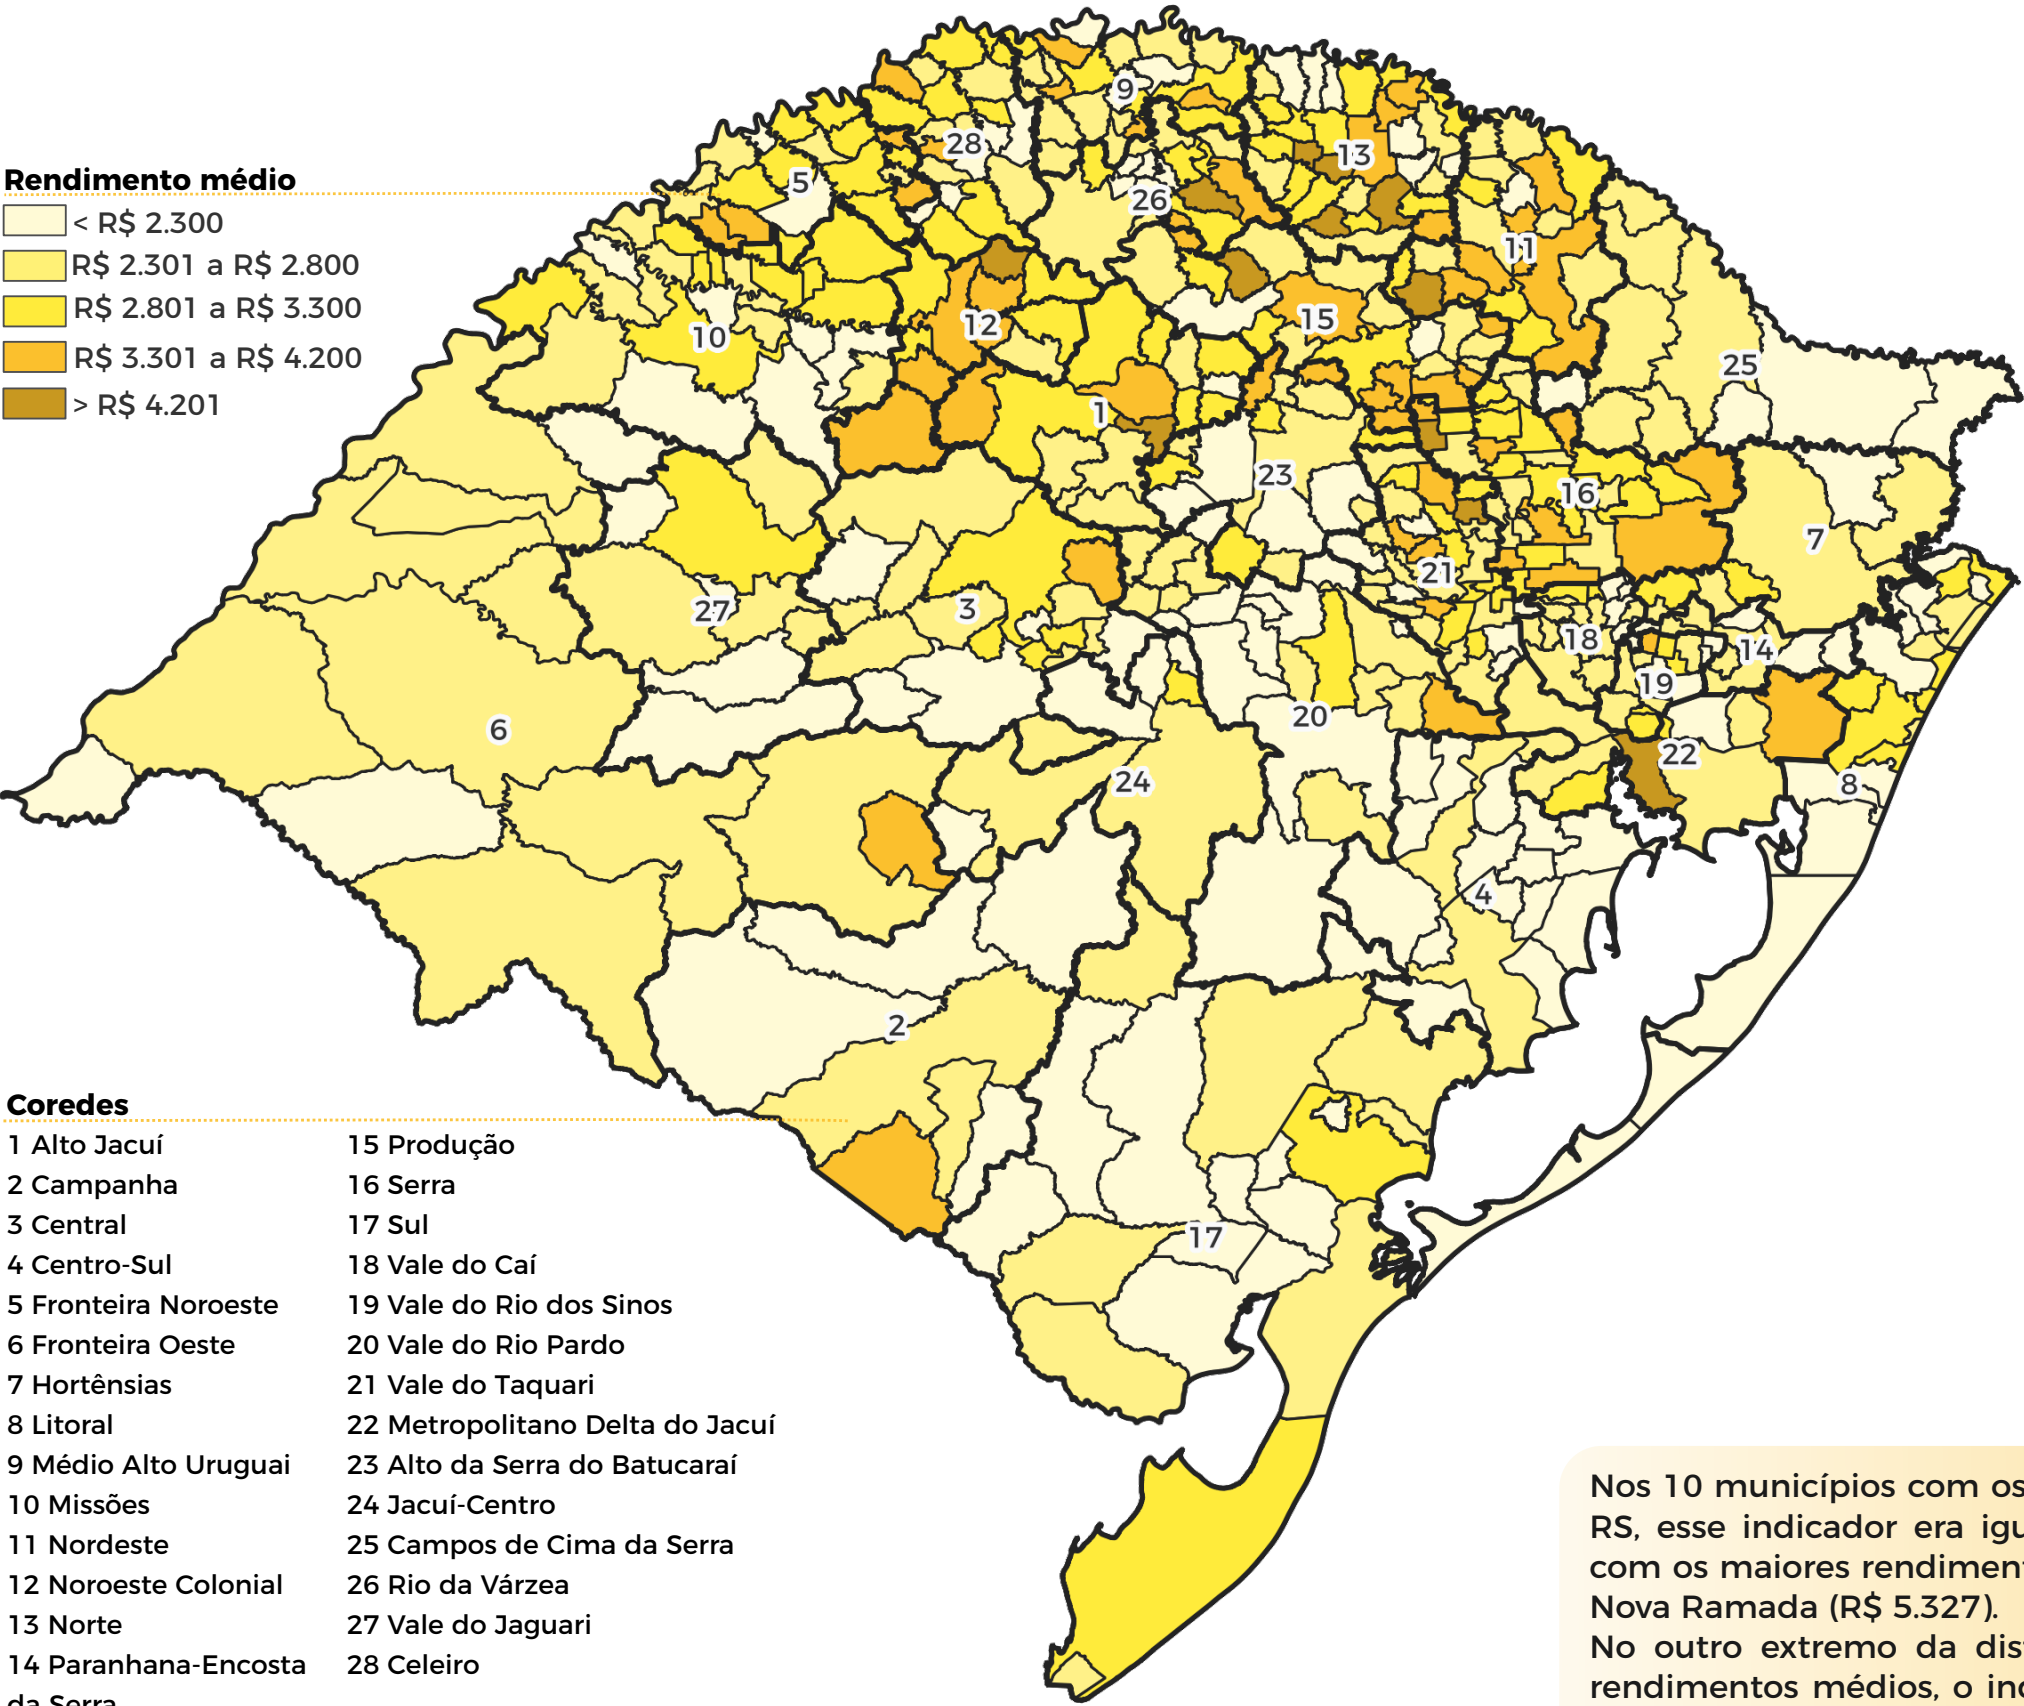 Rendimento médio
< R$ 2.300
R$ 2.301 a R$ 2.800
R$ 2.801 a R$ 3.300
R$ 3.301 a R$ 4.200
> R$ 4.201
9
28
13
5
26
11
12
15
10
25
1
23
16
7
21
27
3
18
14
19
6
20
22
24
8
4
2
17
Coredes
1 Alto Jacuí
2 Campanha
3 Central
4 Centro-Sul
5 Fronteira Noroeste
6 Fronteira Oeste
7 Hortênsias
8 Litoral
9 Médio Alto Uruguai
10 Missões
11 Nordeste
12 Noroeste Colonial
13 Norte
14 Paranhana-Encosta
da Serra
15 Produção
16 Serra
17 Sul
18 Vale do Caí
19 Vale do Rio dos Sinos
20 Vale do Rio Pardo
21 Vale do Taquari
22 Metropolitano Delta do Jacuí
23 Alto da Serra do Batucaraí
24 Jacuí-Centro
25 Campos de Cima da Serra
26 Rio da Várzea
27 Vale do Jaguari
28 Celeiro
Nos 10 municípios com os
RS, esse indicador era
com os maiores
Nova Ramada (R$ 5.327).
No outro extremo da
rendimentos médios, o